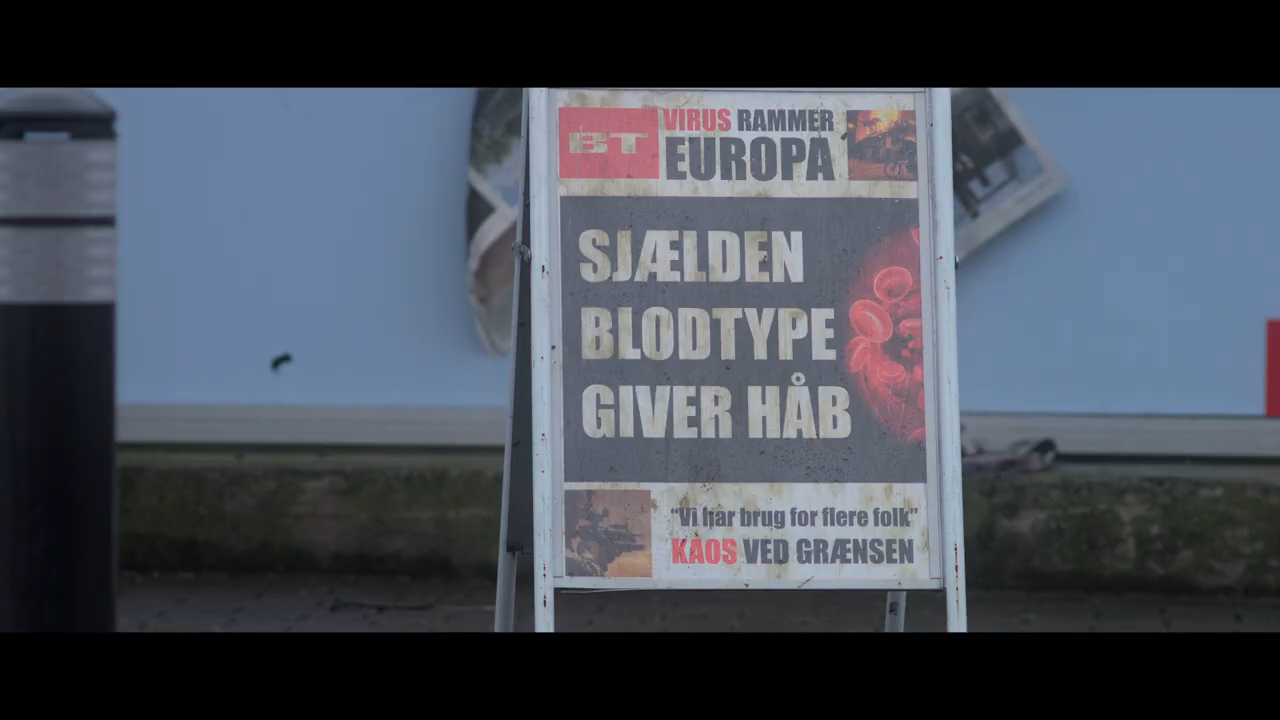 BT
VIRUS RAMMER
EUROPA
SJÆLDEN
BLODTYPE
GIVER HÅB
"Vi har brug for flere folk"
KAOS VED GRÆNSEN